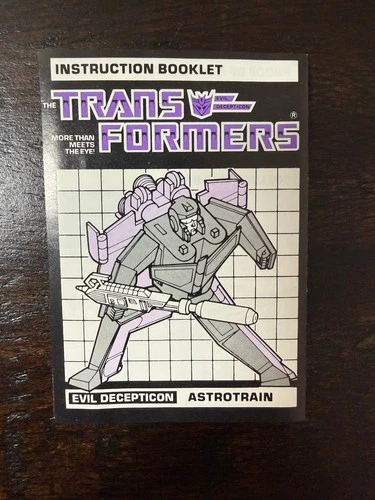 INSTRUCTION BOOKLET
THE TRANS EVIL DECEPTICON
FORMERS ®
MORE THAN
MEETS
THE EYE!
EVIL DECEPTICON ASTROTRAIN